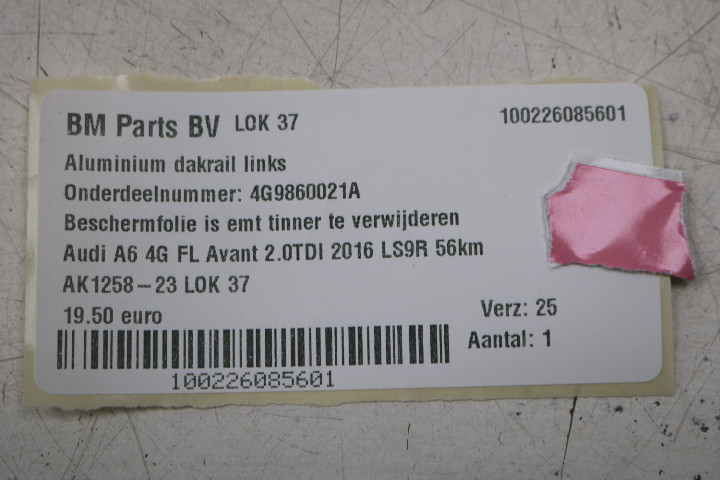 BM Parts BV LOK 37
100226085601
Aluminium dakrail links
Onderdeelnummer: 4G9860021A
Beschermfolie is emt tinner te verwijderen
Audi A6 4G FL Avant 2.0TDI 2016 LS9R 56km
AK1258-23 LOK 37
19.50 euro
Verz: 25
Aantal: 1
100226085601